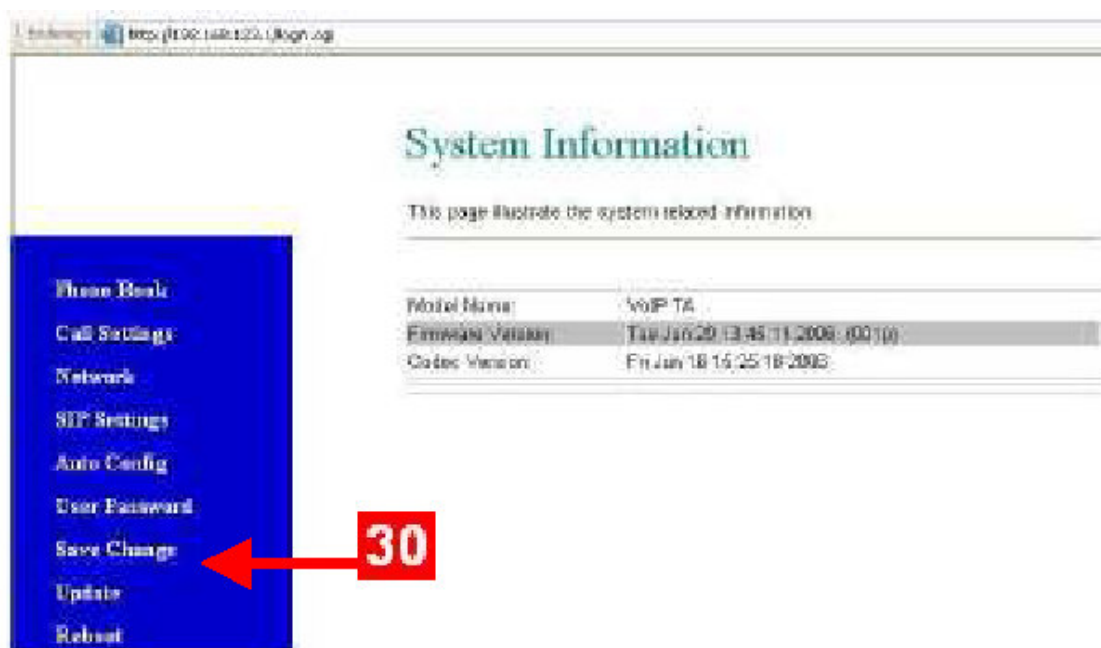 System Information
This page illustrate the system related information
Phone Book
Call Settings
Network
SIP Settings
Auto Config
User Password
Save Change
Update
Reboot
Model Name: VoIP TA
Firmware Version:
Codec Version:
30